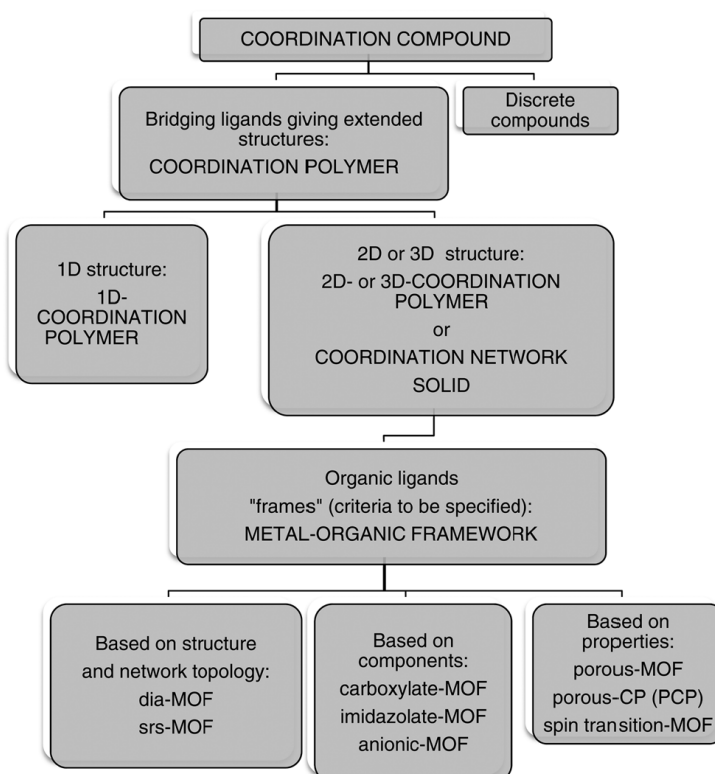 COORDINATION COMPOUND
Bridging ligands giving extended
structures:
COORDINATION POLYMER
Discrete
compounds
1D structure:
1D-
COORDINATION
POLYMER
2D or 3D structure:
2D- or 3D-COORDINATION
POLYMER
or
COORDINATION NETWORK
SOLID
Organic ligands
"frames" (criteria to be specified):
METAL-ORGANIC FRAMEWORK
Based on structure
and network topology:
dia-MOF
srs-MOF
Based on
components:
carboxylate-MOF
imidazolate-MOF
anionic-MOF
Based on
properties:
porous-MOF
porous-CP (PCP)
spin transition-MOF